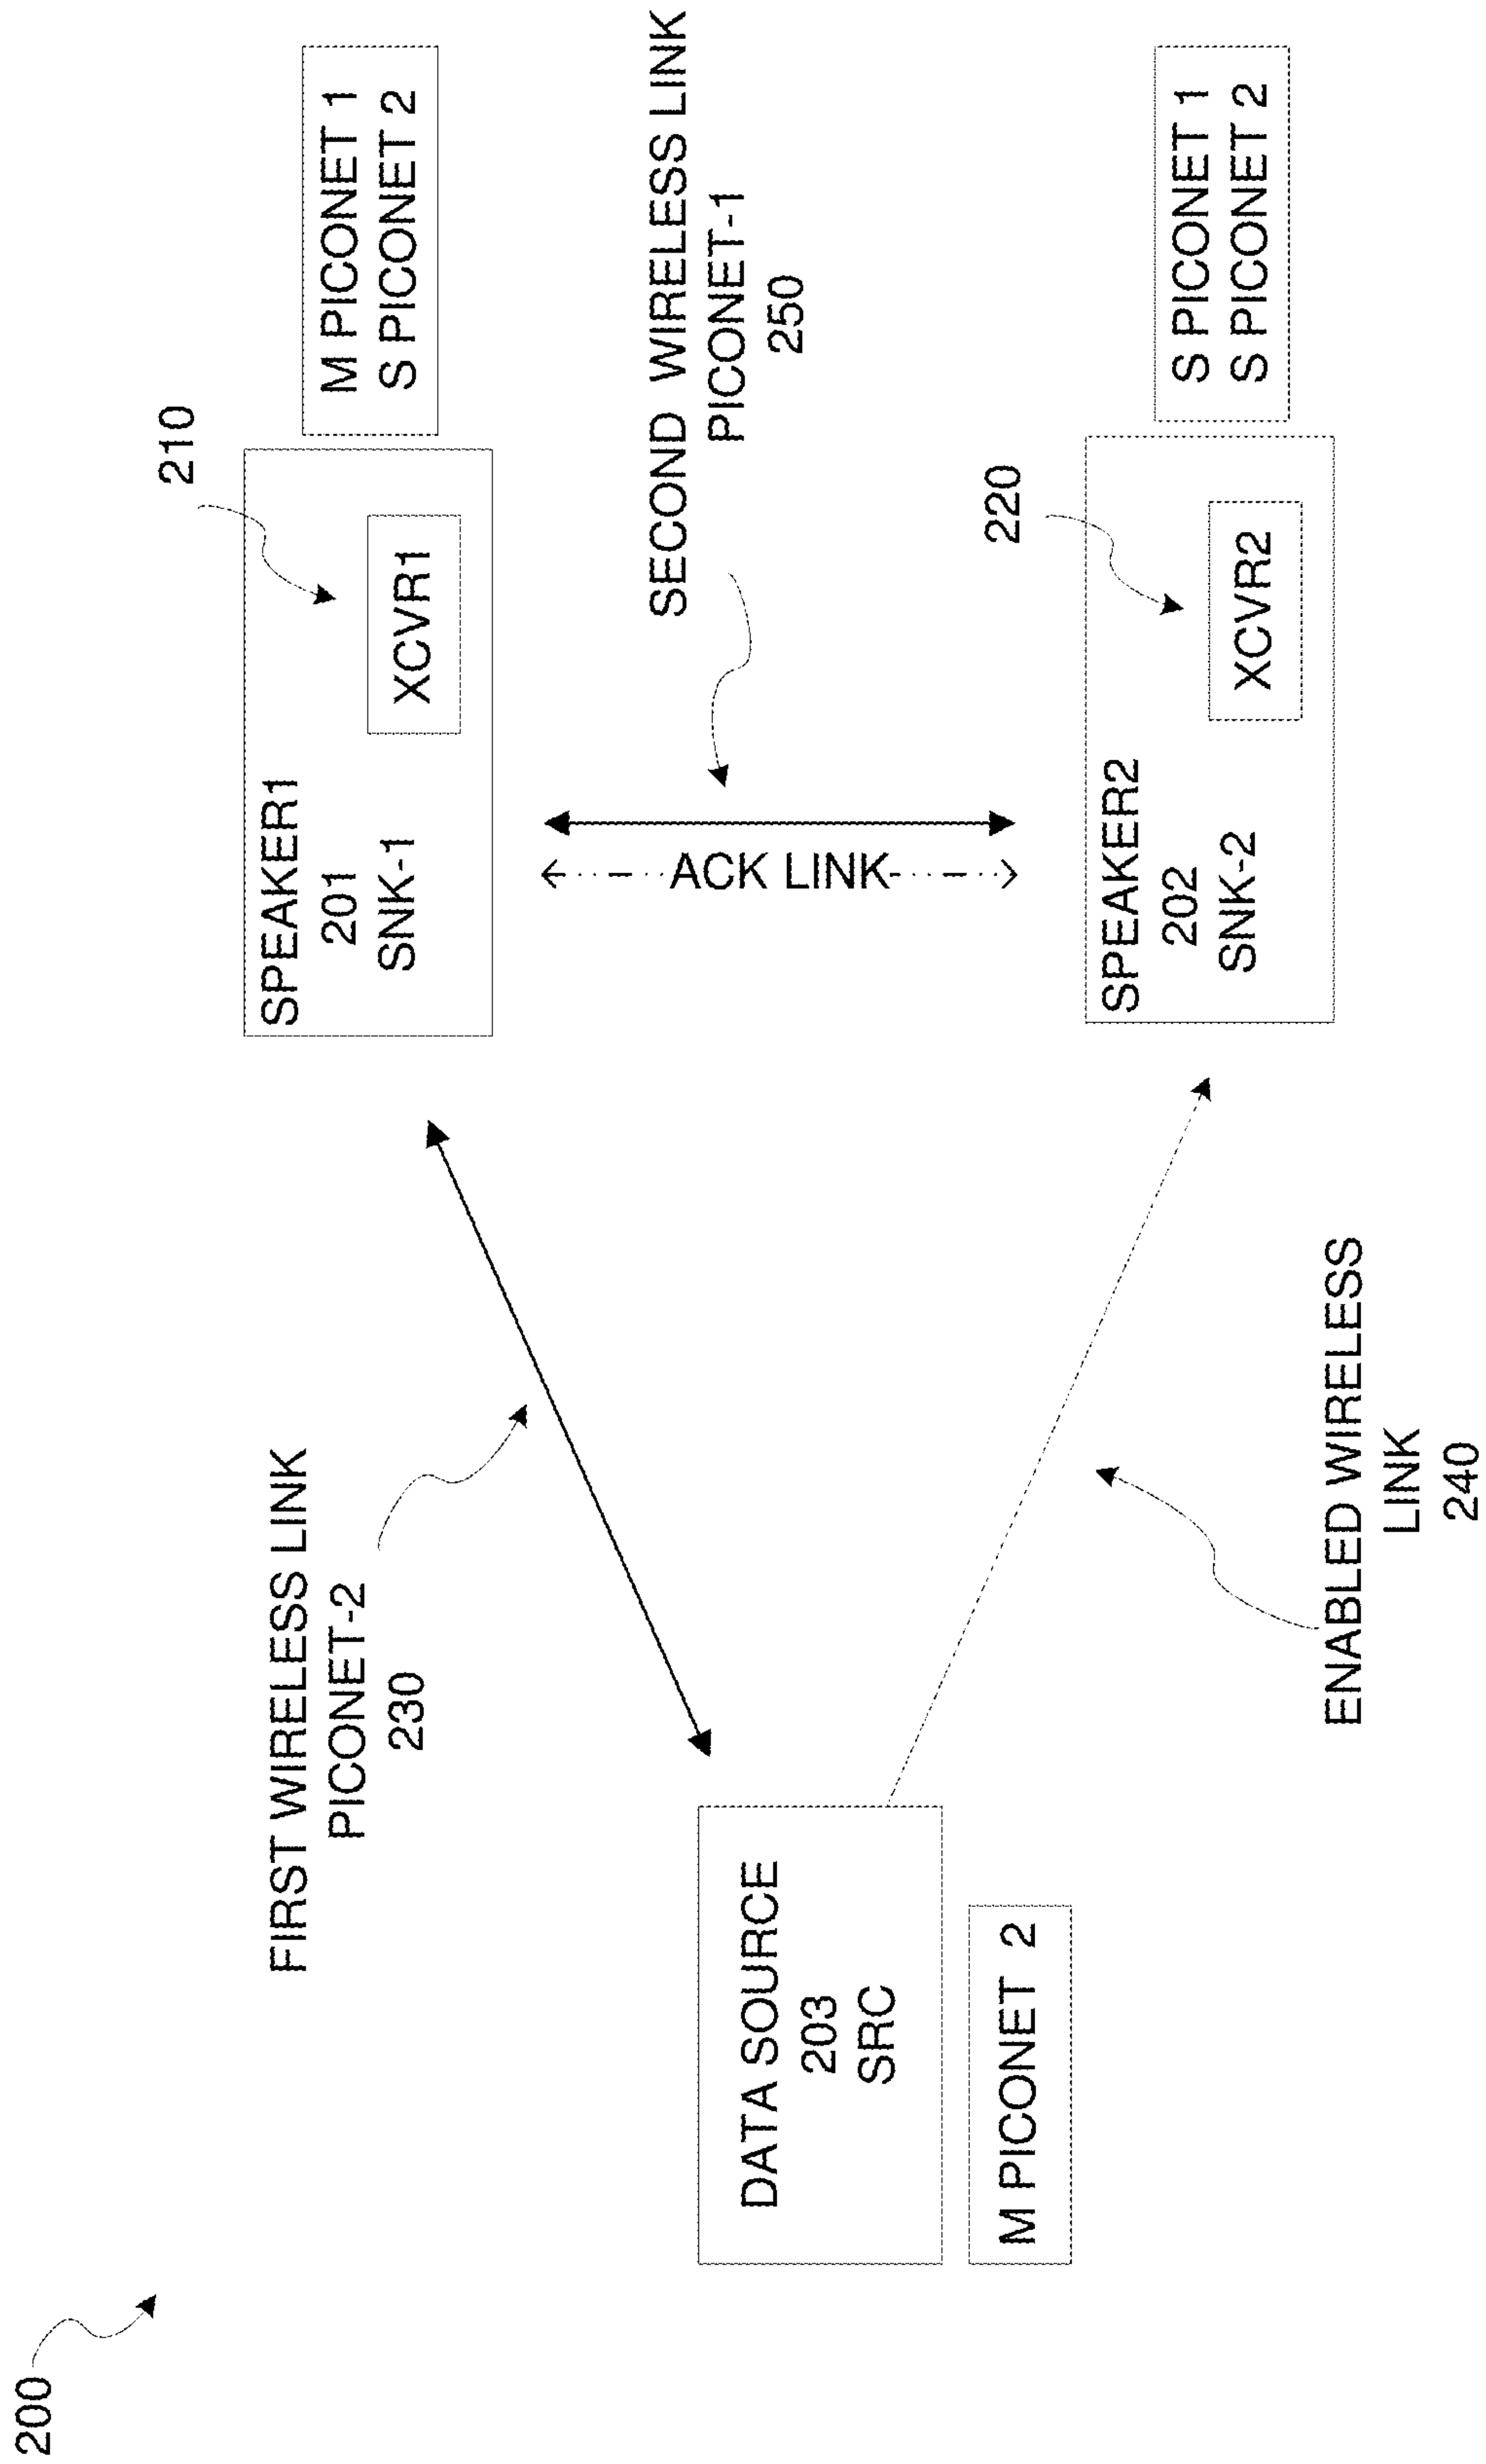 200
DATA SOURCE
203
SRC
M PICONET 2
FIRST WIRELESS LINK
PICONET-2
230
ENABLED WIRELESS
LINK
240
SPEAKER1
201
SNK-1
XCVR1
210
M PICONET 1
S PICONET 2
SECOND WIRELESS LINK
PICONET-1
250
ACK LINK
SPEAKER2
202
SNK-2
XCVR2
220
S PICONET 1
S PICONET 2